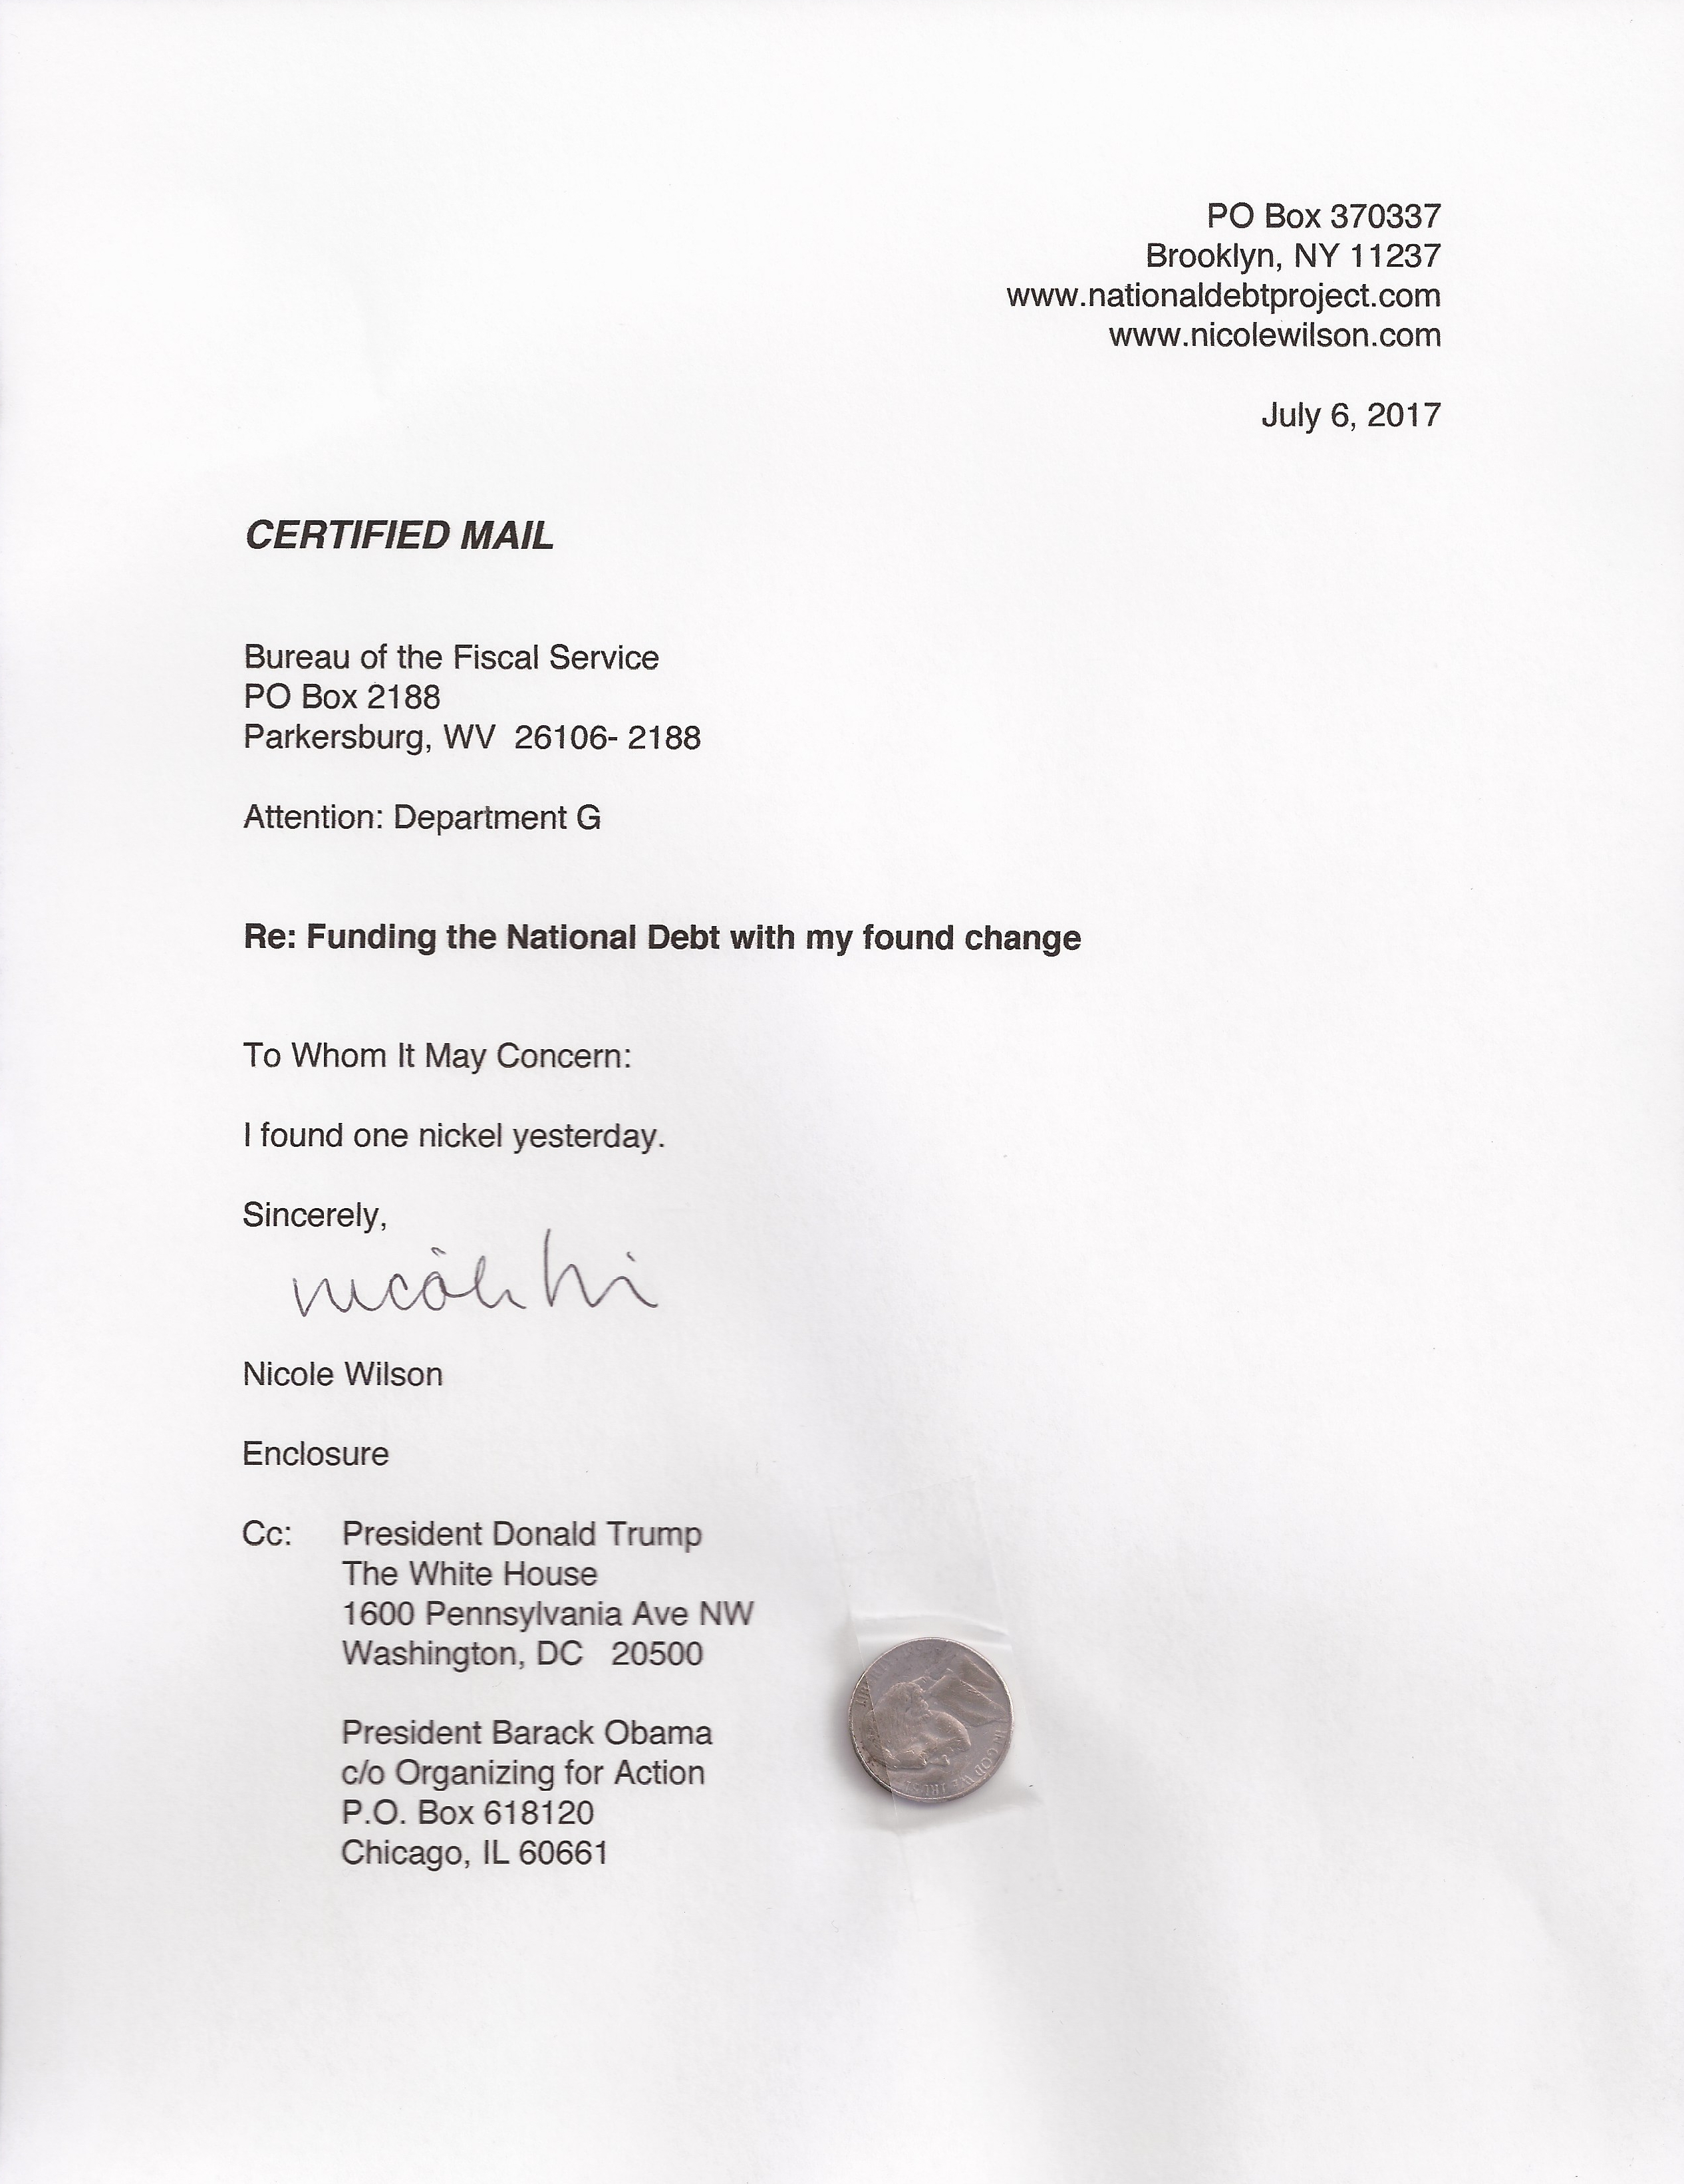 PO Box 370337
Brooklyn, NY 11237
www.nationaldebtproject.com
www.nicolewilson.com
July 6, 2017
CERTIFIED MAIL
Bureau of the Fiscal Service
PO Box 2188
Parkersburg, WV  26106- 2188
Attention: Department G
Re: Funding the National Debt with my found change
To Whom It May Concern:
I found one nickel yesterday.
Sincerely,
Nicole Wilson
Enclosure
Cc: President Donald Trump
The White House
1600 Pennsylvania Ave NW
Washington, DC   20500
President Barack Obama
c/o Organizing for Action
P.O. Box 618120
Chicago, IL 60661
IN GOD WE TRUST